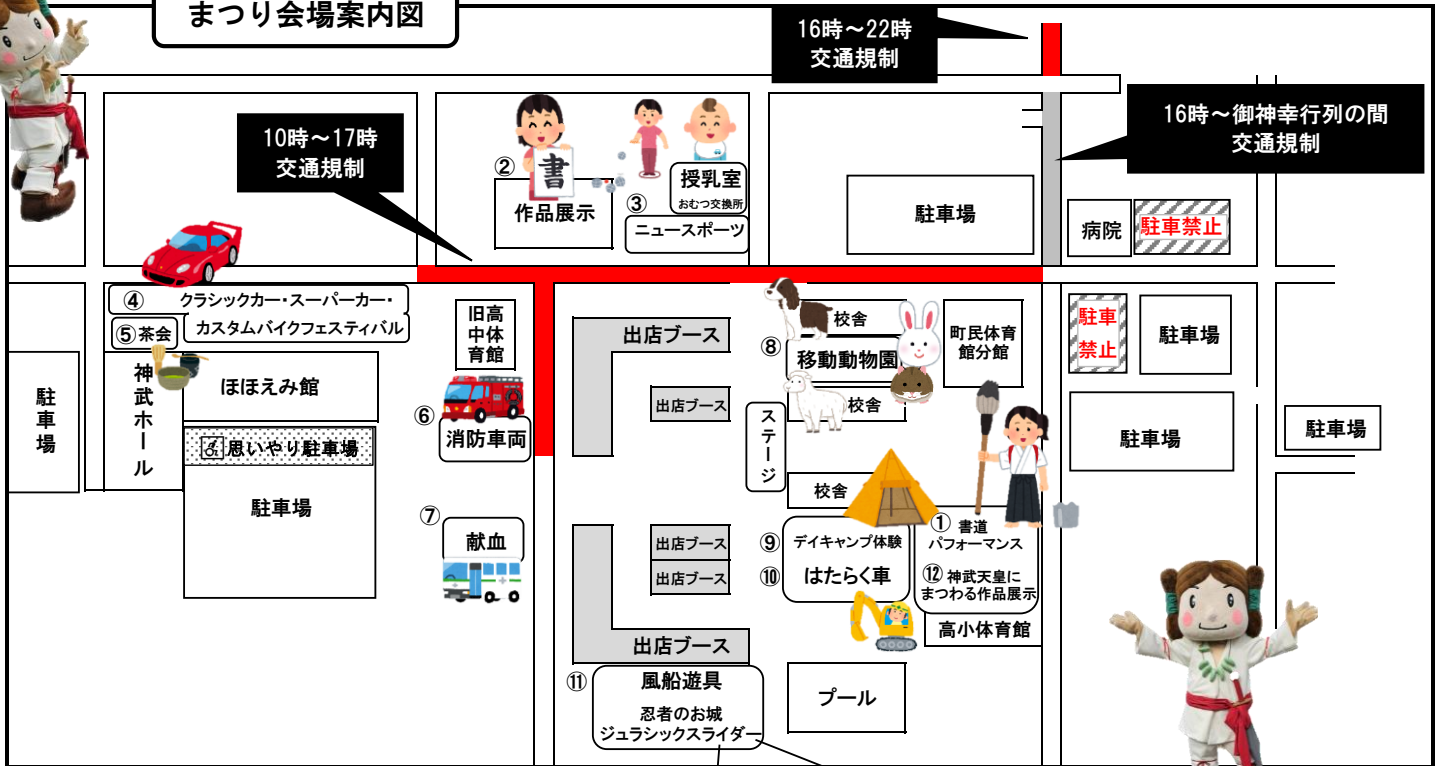 まつり会場案内図
16時～22時
交通規制
10時～17時
交通規制
16時～御神幸行列の間
交通規制
②
書
作品展示
③
授乳室
おむつ交換所
ニュースポーツ
駐車場
病院
駐車禁止
④
クラシックカー・スーパーカー・
カスタムバイクフェスティバル
⑤茶会
神武ホール
ほほえみ館
思いやり駐車場
駐車場
駐車場
旧高
中体
育館
⑥
消防車両
⑦
献血
出店ブース
出店ブース
ステージ
校舎
⑧
移動動物園
校舎
町民体育
館分館
駐車
禁止
駐車場
駐車場
駐車場
校舎
出店ブース
出店ブース
出店ブース
⑨ デイキャンプ体験
⑩ はたらく車
① 書道
パフォーマンス
⑫ 神武天皇に
まつわる作品展示
高小体育館
⑪
風船遊具
忍者のお城
ジュラシックスライダー
プール